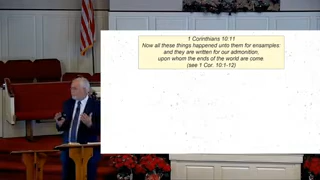 1 Corinthians 10:11
Now all these things happened unto them for ensamples:
and they are written for our admonition,
upon whom the ends of the world are come
(see 1 Cor. 10:1-12)